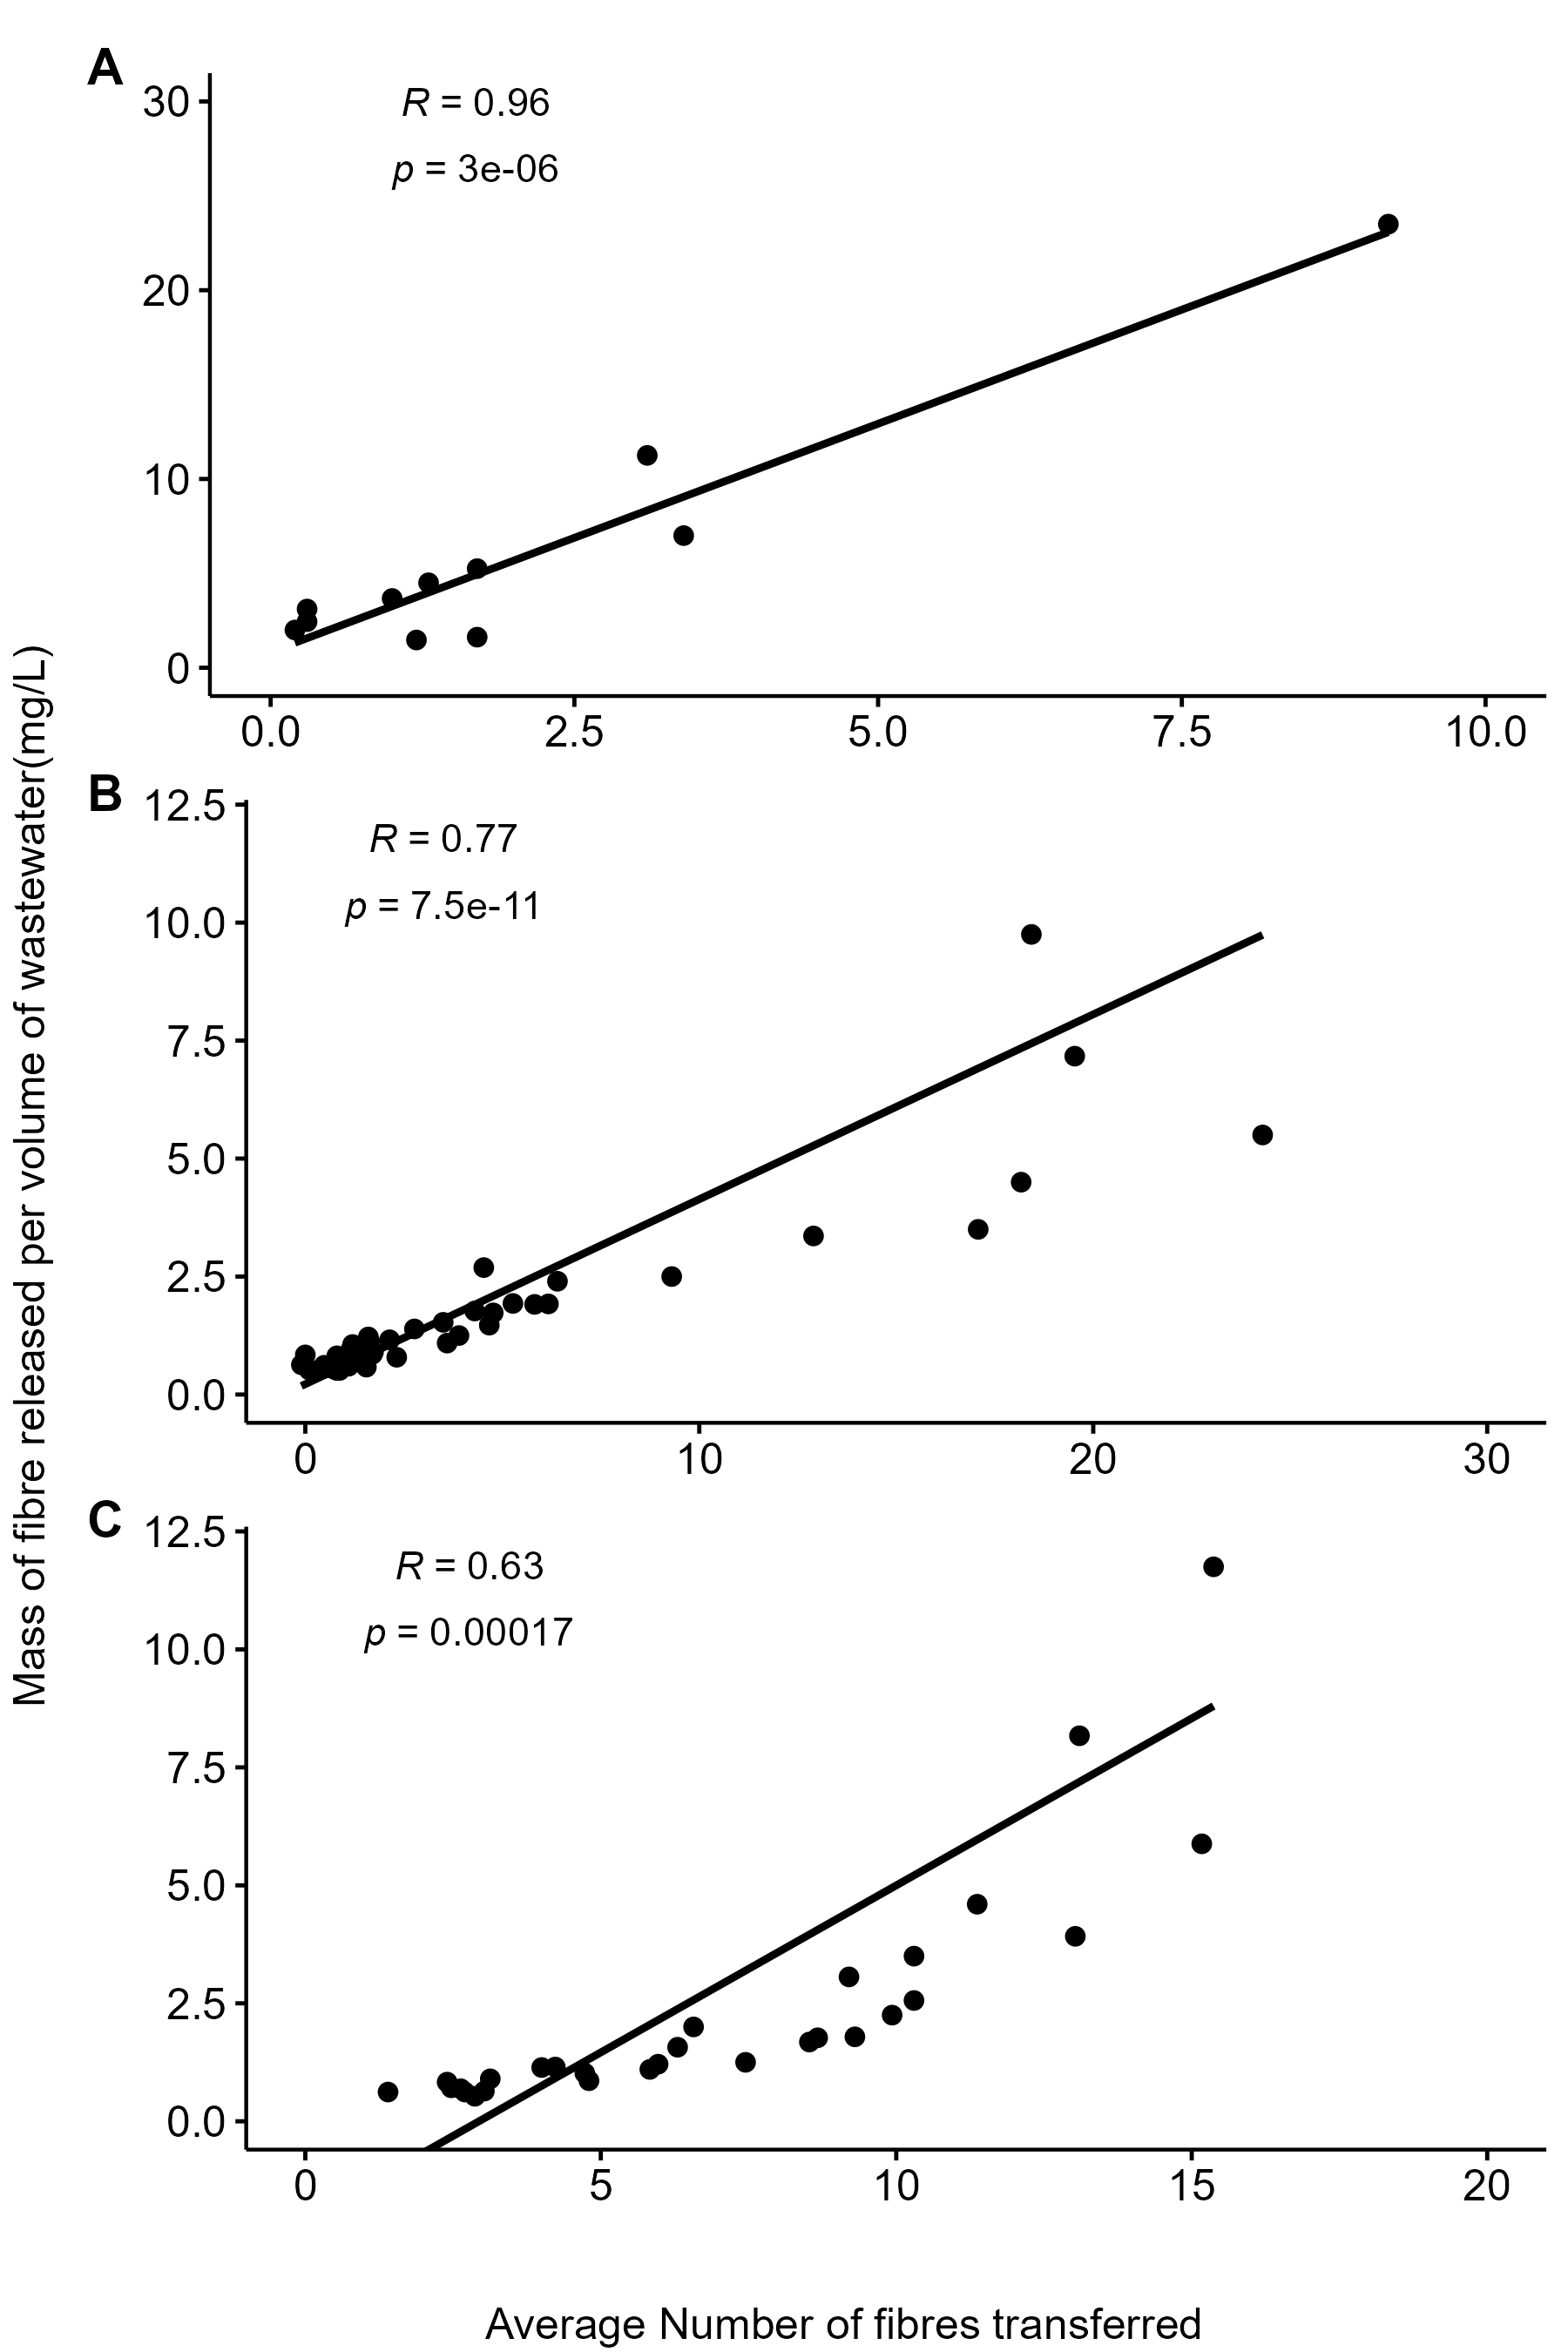 A
R = 0.96
p = 3e-06
30
20
10
0
0.0 2.5 5.0 7.5 10.0
B
R = 0.77
p = 7.5e-11
12.5
10.0
7.5
5.0
2.5
0.0
0 10 20 30
C
R = 0.63
p = 0.00017
12.5
10.0
7.5
5.0
2.5
0.0
0 5 10 15 20
Mass of fibre released per volume of wastewater(mg/L)
Average Number of fibres transferred